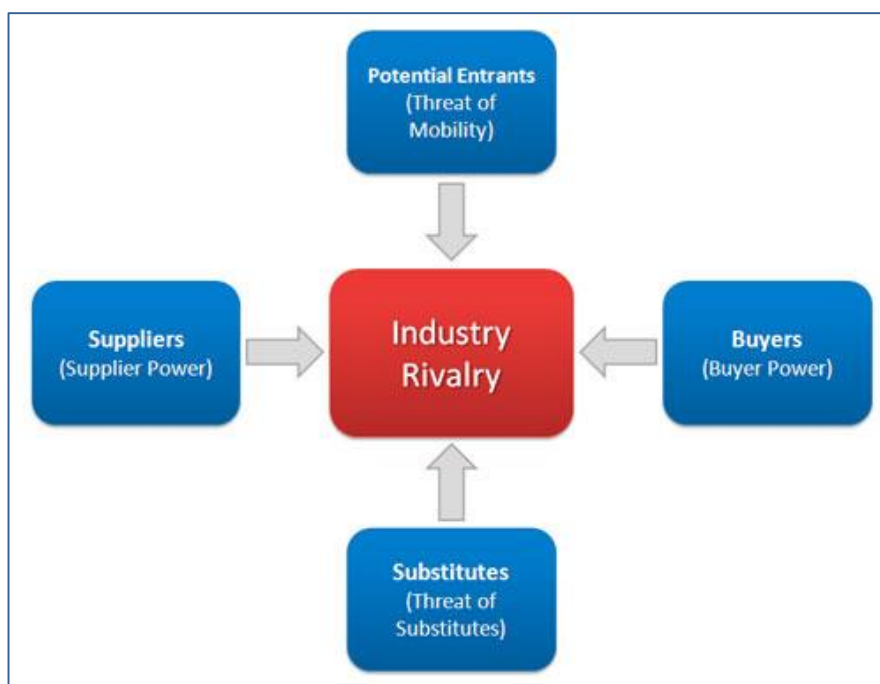 Potential Entrants
(Threat of
Mobility)
Suppliers
(Supplier Power)
Industry
Rivalry
Buyers
(Buyer Power)
Substitutes
(Threat of
Substitutes)